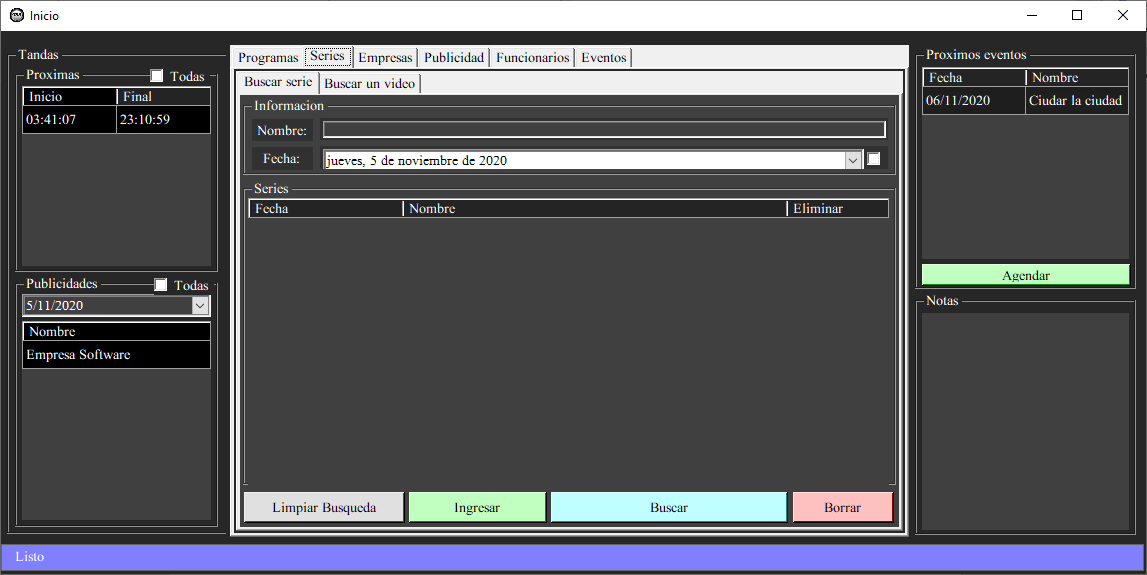 Inicio
Tandas
Proximas
Todas
Inicio Final
03:41:07 23:10:59
Publicidades
Todas
5/11/2020
Nombre
Empresa Software
Programas Series Empresas Publicidad Funcionarios Eventos
Buscar serie Buscar un video
Informacion
Nombre:
Fecha: jueves, 5 de noviembre de 2020
Series
Fecha Nombre Eliminar
Limpiar Busqueda Ingresar Buscar Borrar
Proximos eventos
Fecha Nombre
06/11/2020 Ciudar la ciudad
Agendar
Notas
Listo